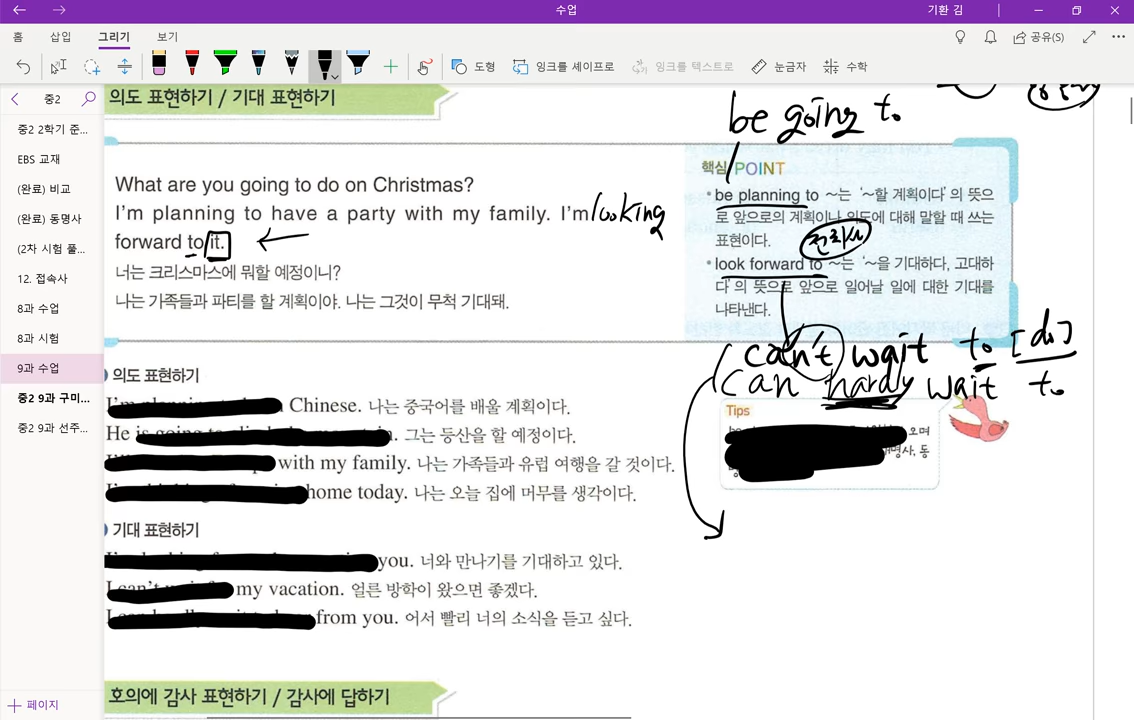 수업
기환 김
홈 삽입 그리기 보기
공유(S)
도형 잉크를 셰이프로 잉크를 텍스트로 눈금자 수학
중2
중2 2학기 준...
EBS 교재
(완료) 비교
(완료) 동명사
(2차 시험 풀...
12. 접속사
8과 수업
8과 시험
9과 수업
중2 9과 구미...
중2 9과 선주...
페이지
의도 표현하기 / 기대 표현하기
What are you going to do on Christmas?
I'm planning to have a party with my family. I'm looking
forward to it.
너는 크리스마스에 뭐할 예정이니?
나는 가족들과 파티를 할 계획이야. 나는 그것이 무척 기대돼.
be going to
핵심 POINT
be planning to ~는 '~할 계획이다'의 뜻으
로 앞으로의 계획이나 의도에 대해 말할 때 쓰는
표현이다.
전치사
look forward to ~는 '~을 기대하다, 고대하
다'의 뜻으로 앞으로 일어날 일에 대한 기대를
나타낸다.
can't wait to [do]
can hardly wait to
Tips
오며
명사, 동
의도 표현하기
Chinese. 나는 중국어를 배울 계획이다.
He 그는 등산을 할 예정이다.
with my family. 나는 가족들과 유럽 여행을 갈 것이다.
home today. 나는 오늘 집에 머무를 생각이다.
기대 표현하기
you. 너와 만나기를 기대하고 있다.
my vacation. 얼른 방학이 왔으면 좋겠다.
from you. 어서 빨리 너의 소식을 듣고 싶다.
호의에 감사 표현하기 / 감사에 답하기